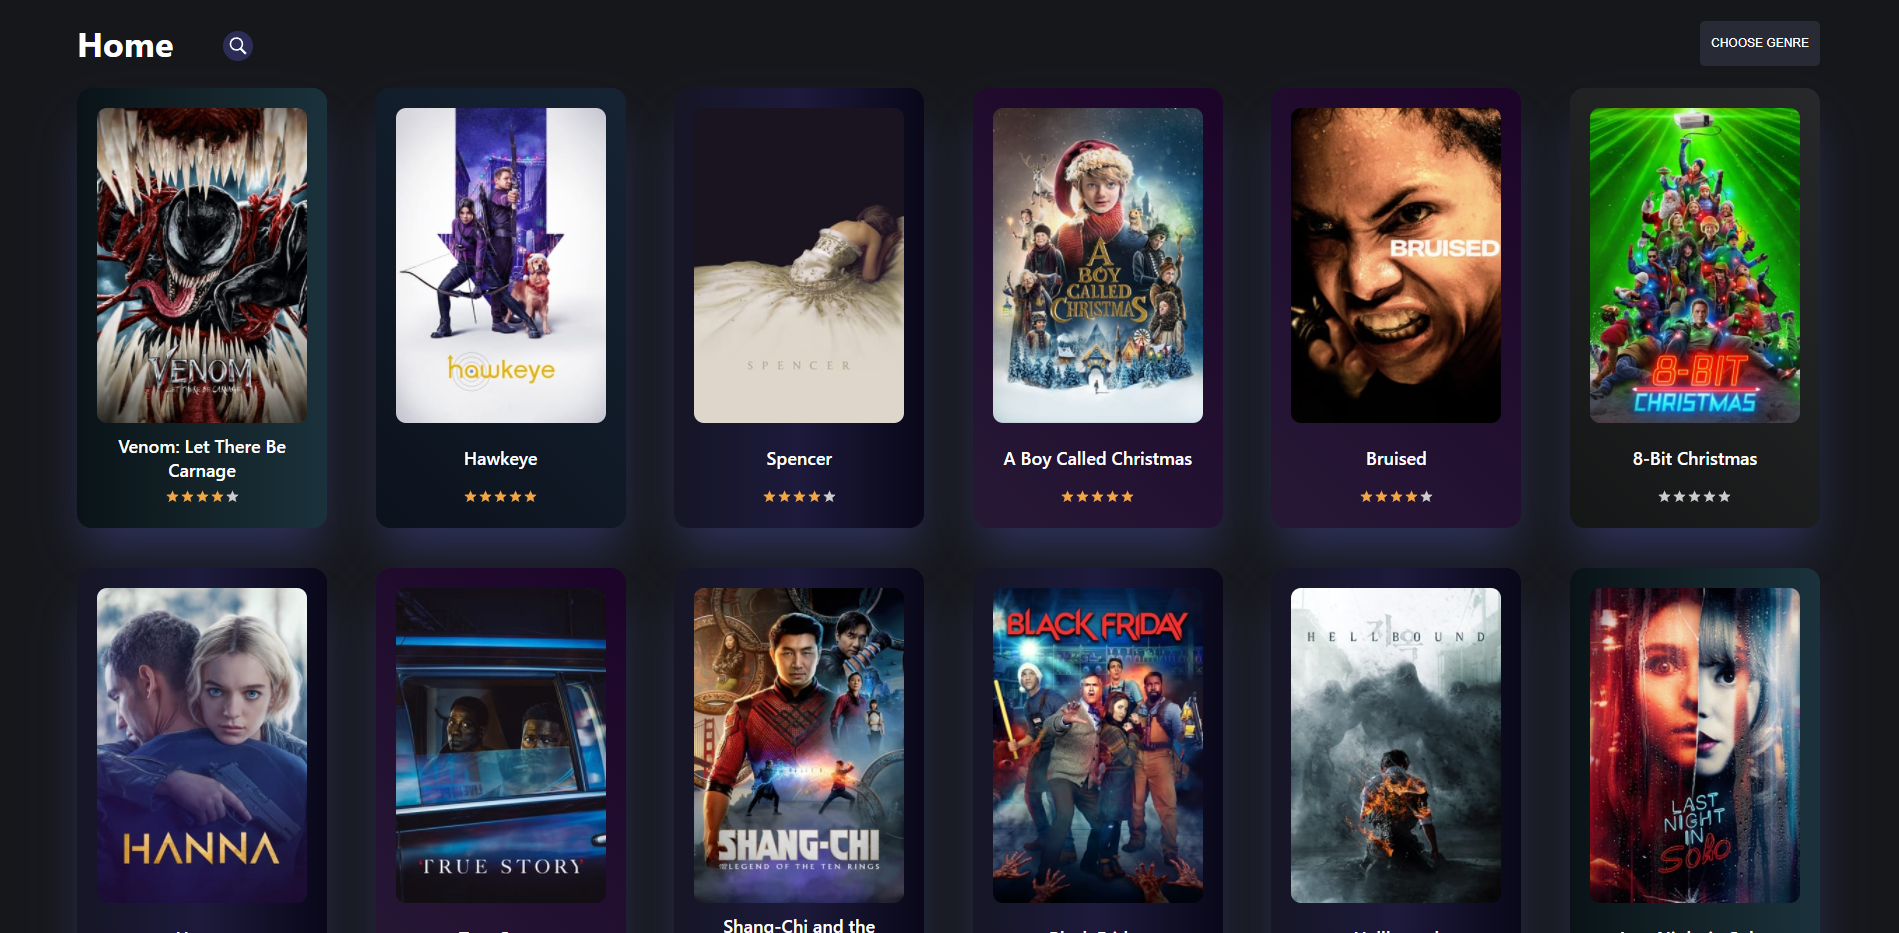 Home
CHOOSE GENRE
VENOM
LET THERE BE CARNAGE
hawkeye
SPENCER
A
BOY
CALLED
CHRISTMAS
BRUISED
8-BIT
CHRISTMAS
Venom: Let There Be
Carnage
Hawkeye
Spencer
A Boy Called Christmas
Bruised
8-Bit Christmas
HANNA
TRUE STORY
SHANG-CHI
LEGEND OF THE TEN RINGS
BLACK FRIDAY
HELLBOUND
지옥
LAST
NIGHT
IN
SOHO
Shang-Chi and the